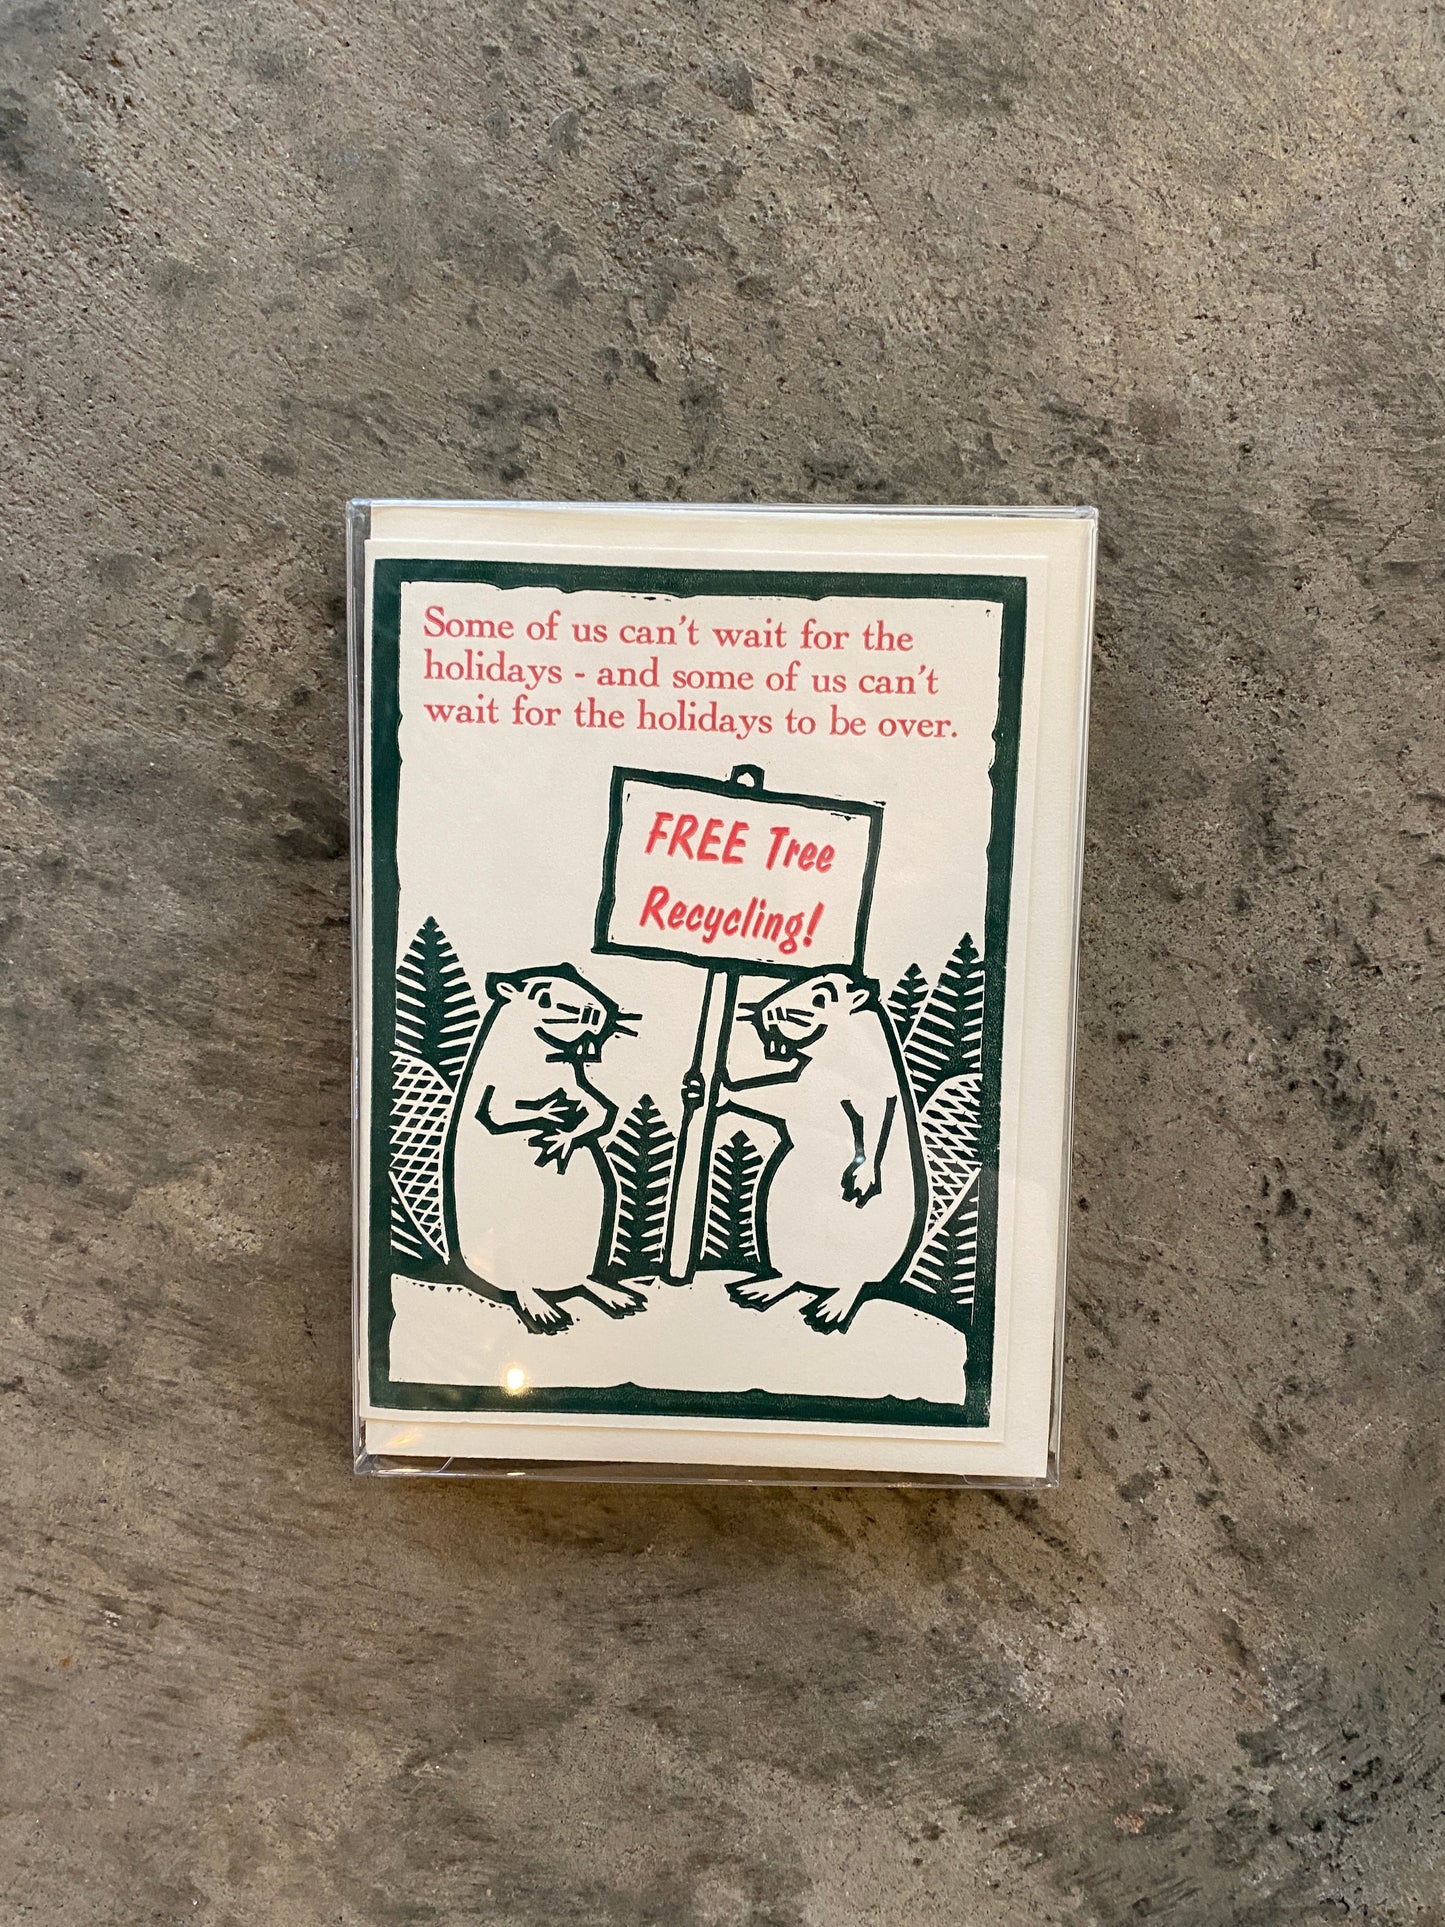 Some of us can't wait for the
holidays - and some of us can't
wait for the holidays to be over.
FREE Tree
Recycling!